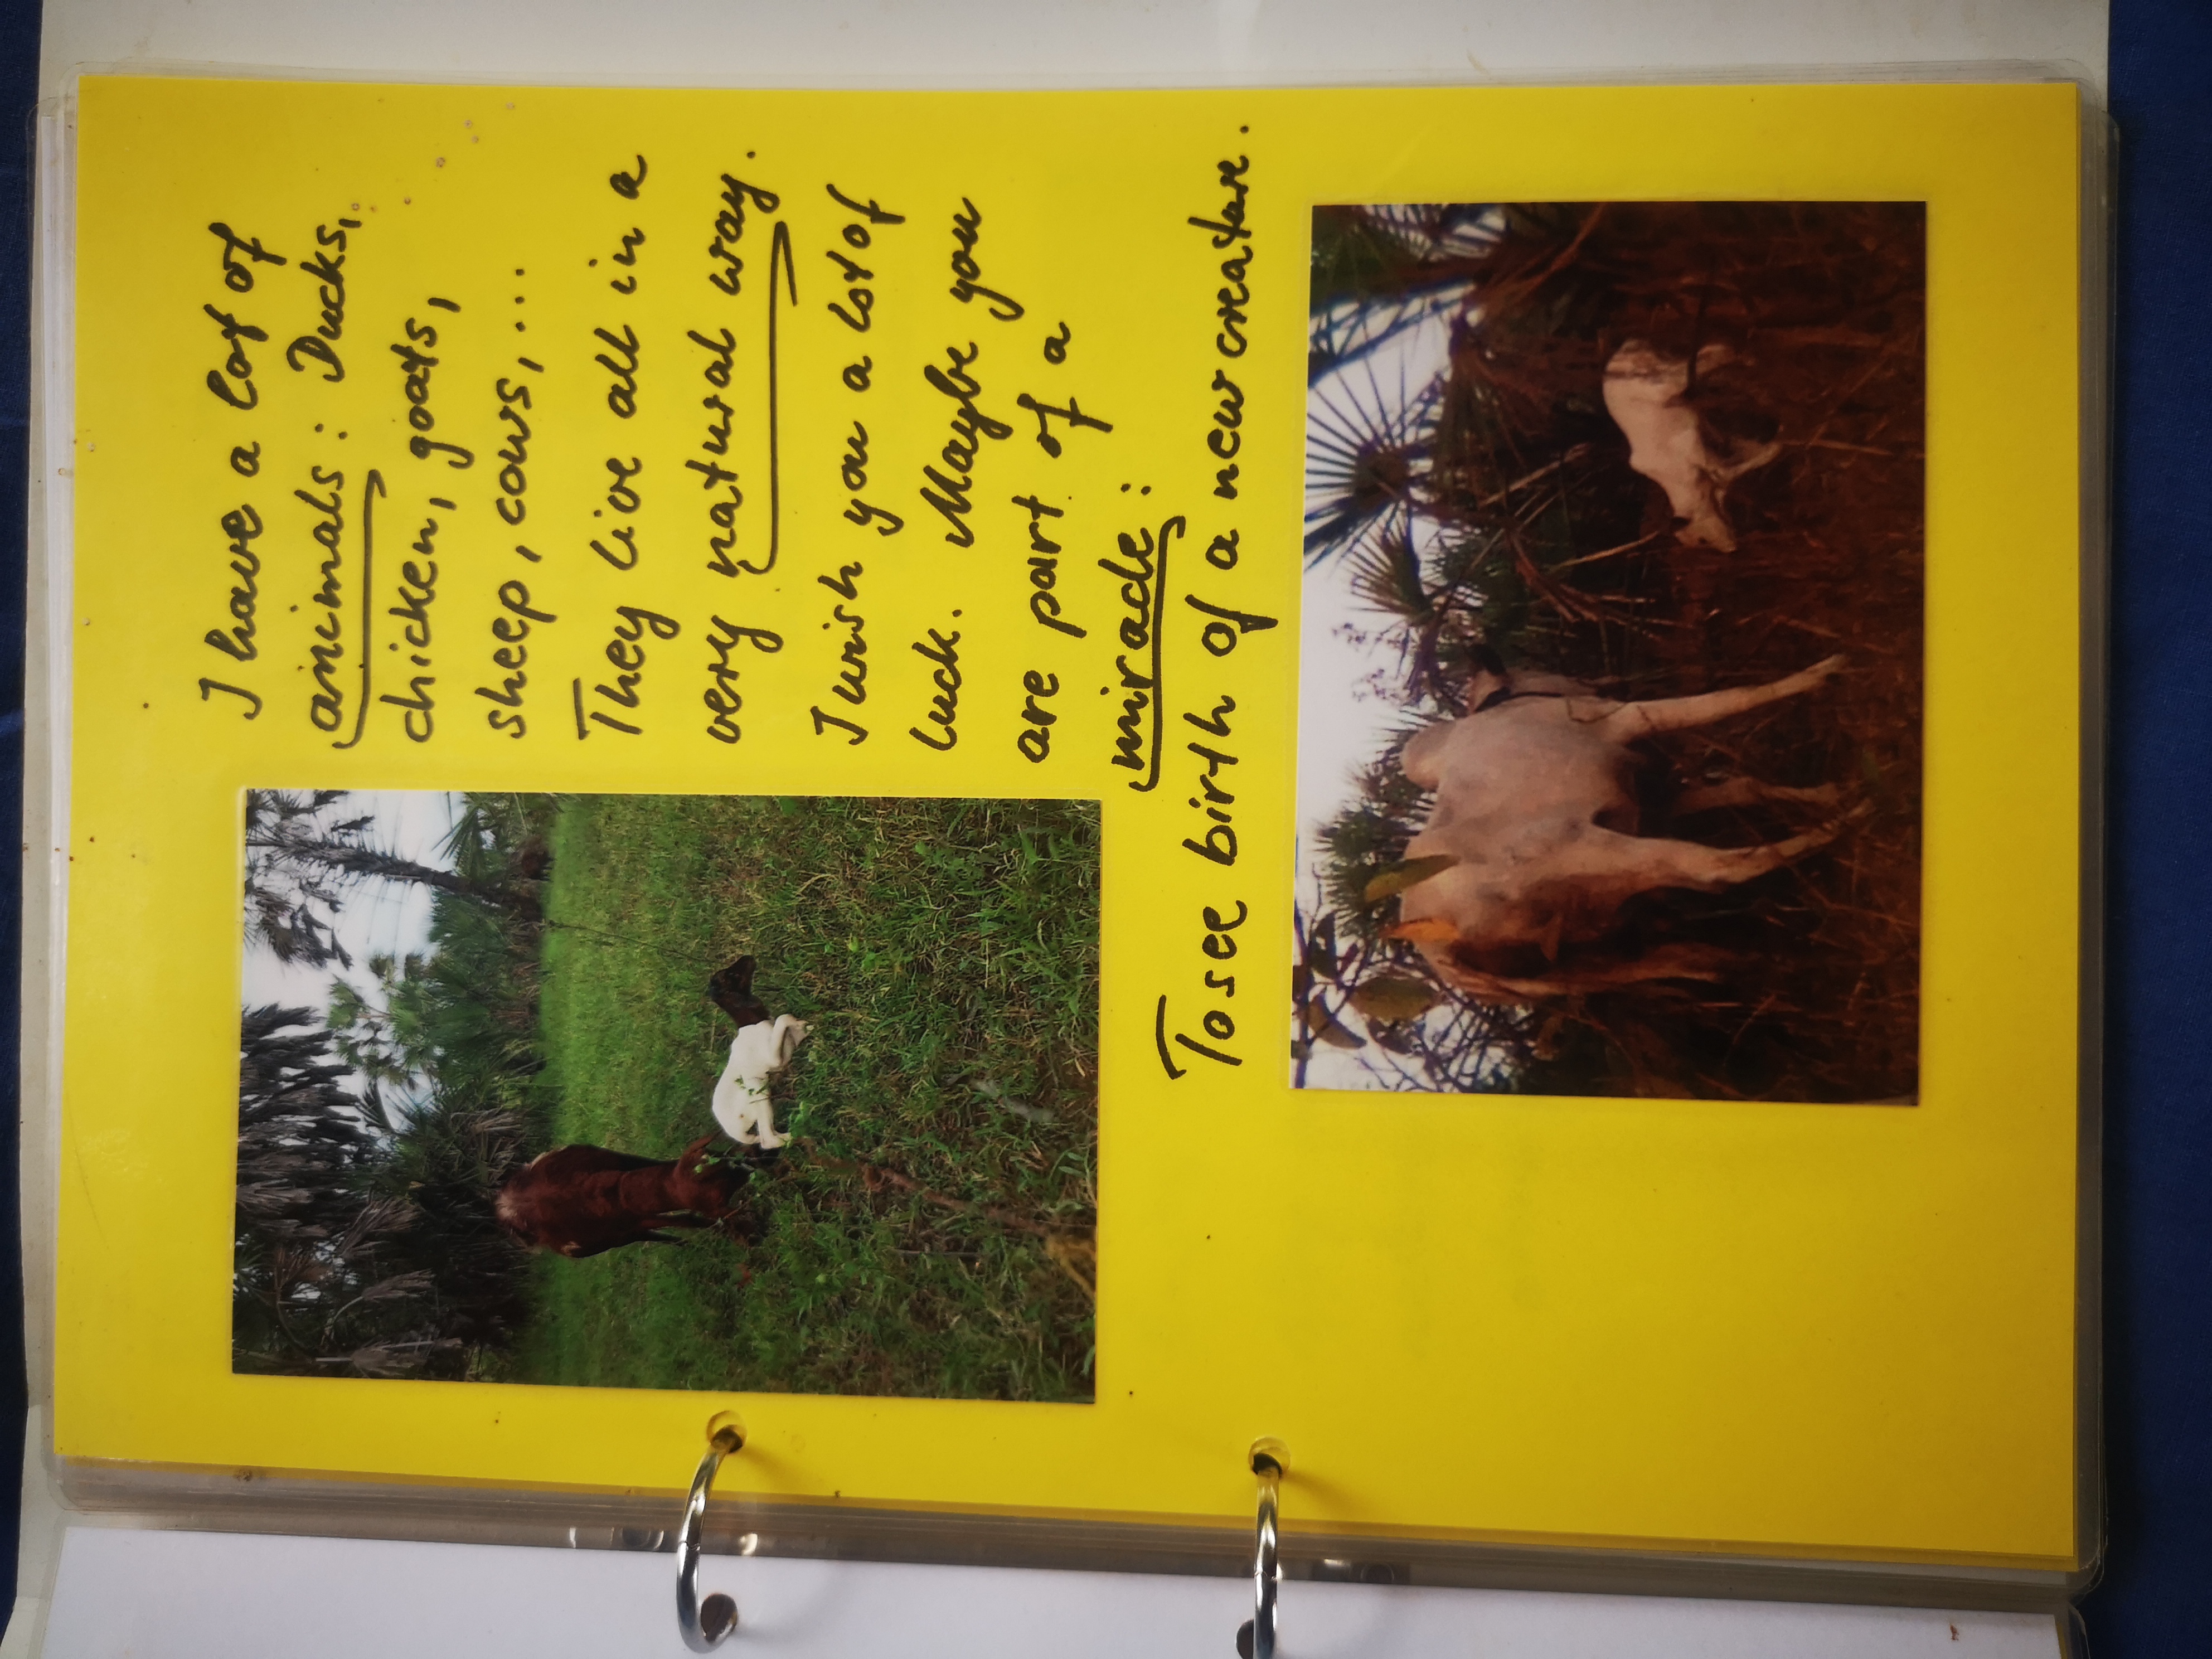 I have a lot of
animals: Ducks,
chicken, goats,
sheep, cows, ...
They live all in a
very natural way.
I wish you a lot of
luck. Maybe you
are part of a
miracle:
To see birth of a new creature.